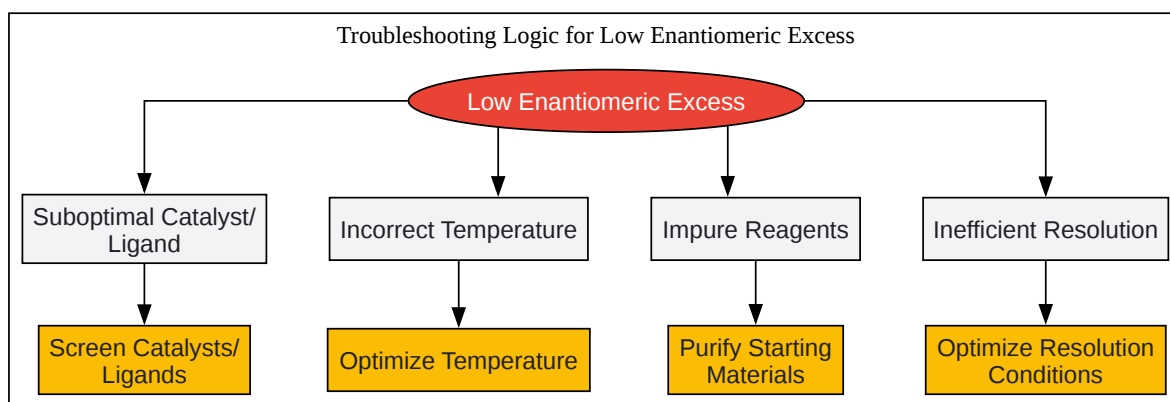 Troubleshooting Logic for Low Enantiomeric Excess
Low Enantiomeric Excess
Suboptimal Catalyst/
Ligand
Incorrect Temperature
Impure Reagents
Inefficient Resolution
Screen Catalysts/
Ligands
Optimize Temperature
Purify Starting
Materials
Optimize Resolution
Conditions